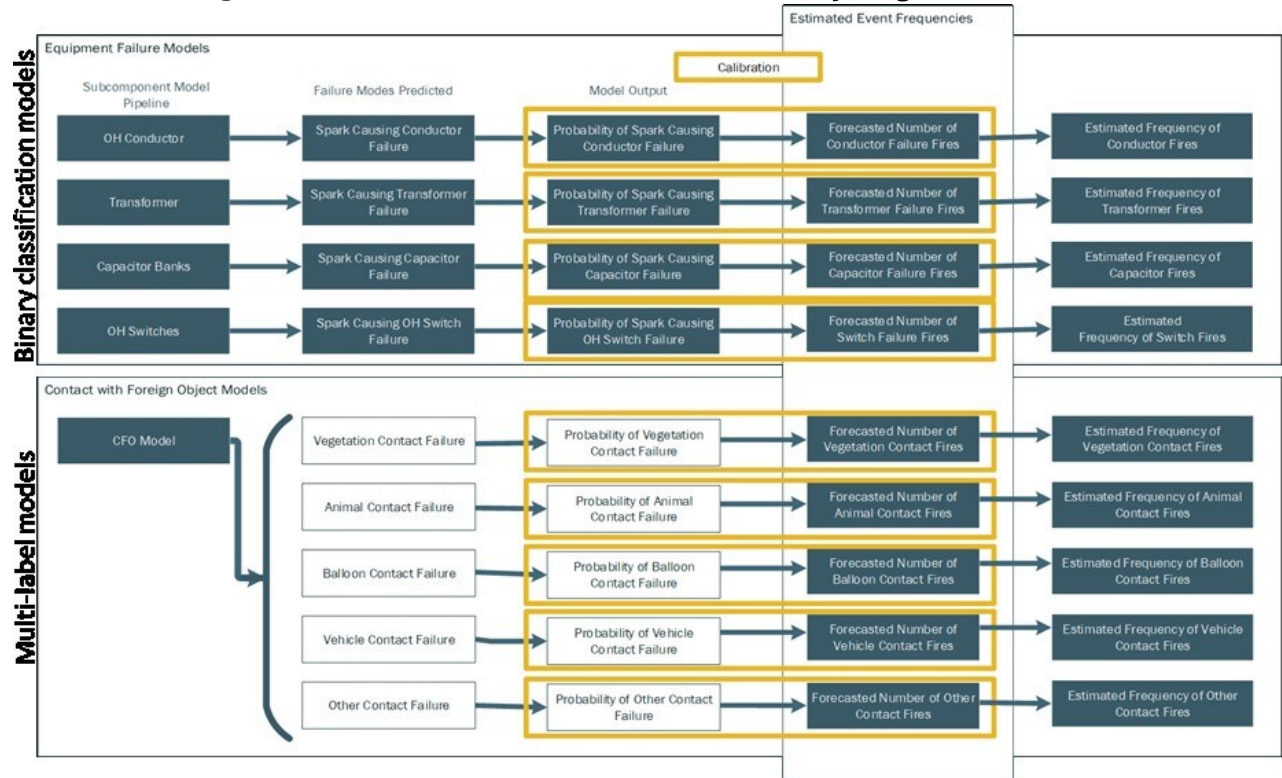 Estimated Event Frequencies
Equipment Failure Models
Calibration
Subcomponent Model
Pipeline
Failure Modes Predicted
Model Output
Binary classification models
OH Conductor
Spark Causing Conductor
Failure
Probability of Spark Causing
Conductor Failure
Forecasted Number of
Conductor Failure Fires
Estimated Frequency of
Conductor Fires
Transformer
Spark Causing Transformer
Failure
Probability of Spark Causing
Transformer Failure
Forecasted Number of
Transformer Failure Fires
Estimated Frequency of
Transformer Fires
Capacitor Banks
Spark Causing Capacitor
Failure
Probability of Spark Causing
Capacitor Failure
Forecasted Number of
Capacitor Failure Fires
Estimated Frequency of
Capacitor Fires
OH Switches
Spark Causing OH Switch
Failure
Probability of Spark Causing
OH Switch Failure
Forecasted Number of
Switch Failure Fires
Estimated
Frequency of Switch Fires
Contact with Foreign Object Models
Multi-label models
CFO Model
Vegetation Contact Failure
Probability of Vegetation
Contact Failure
Forecasted Number of
Vegetation Contact Fires
Estimated Frequency of
Vegetation Contact Fires
Animal Contact Failure
Probability of Animal
Contact Failure
Forecasted Number of
Animal Contact Fires
Estimated Frequency of Animal
Contact Fires
Balloon Contact Failure
Probability of Balloon
Contact Failure
Forecasted Number of
Balloon Contact Fires
Estimated Frequency of Balloon
Contact Fires
Vehicle Contact Failure
Probability of Vehicle
Contact Failure
Forecasted Number of
Vehicle Contact Fires
Estimated Frequency of Vehicle
Contact Fires
Other Contact Failure
Probability of Other Contact
Failure
Forecasted Number of Other
Contact Fires
Estimated Frequency of Other
Contact Fires